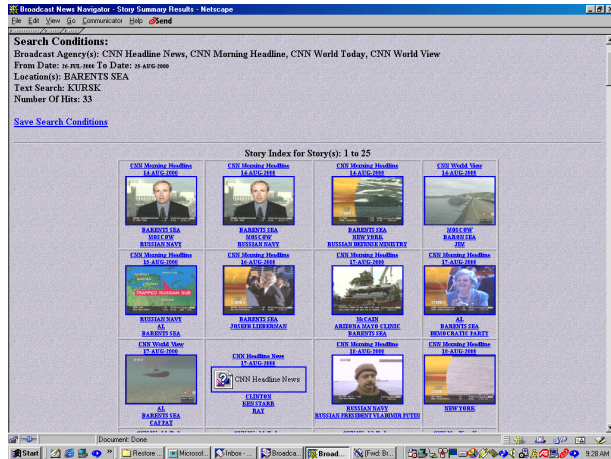 Broadcast News Navigator - Story Summary Results - Netscape
File Edit View Go Communicator Help Send
Search Conditions:
Broadcast Agency(s): CNN Headline News, CNN Morning Headline, CNN World Today, CNN World View
From Date: 26-JUL-2000 To Date: 25-AUG-2000
Location(s): BARENTS SEA
Text Search: KURSK
Number Of Hits: 33
Save Search Conditions
Story Index for Story(s): 1 to 25
CNN Morning Headline CNN Morning Headline CNN Morning Headline CNN World View
14-AUG-2000 14-AUG-2000 14-AUG-2000 14-AUG-2000
BARENTS SEA BARENTS SEA BARENTS SEA MOSCOW
MOSCOW MOSCOW NEW YORK BARON SEA
RUSSIAN NAVY RUSSIAN NAVY RUSSIAN DEFENSE MINISTRY JIM
CNN Morning Headline CNN Morning Headline CNN Morning Headline CNN Morning Headline
15-AUG-2000 16-AUG-2000 17-AUG-2000 17-AUG-2000
TRAPPED RUSSIAN SUB
RUSSIAN NAVY BARENTS SEA McCAIN AL
AL JOSEPH LIEBERMAN ARIZONA MAYO CLINIC BARENTS SEA
BARENTS SEA BARENTS SEA DEMOCRATIC PARTY
CNN World View CNN Headline News CNN Morning Headline CNN Morning Headline
17-AUG-2000 17-AUG-2000 18-AUG-2000 18-AUG-2000
CNN Headline News
AL CLINTON RUSSIAN NAVY NEW YORK
BARENTS SEA KEN STARR RUSSIAN PRESIDENT VLADIMIR PUTIN
CAP PAT RAY
Document: Done
Start Restore ... Microsof... Inbox - ... Broadca... Broad... [Fwd: Br... 9:28 AM